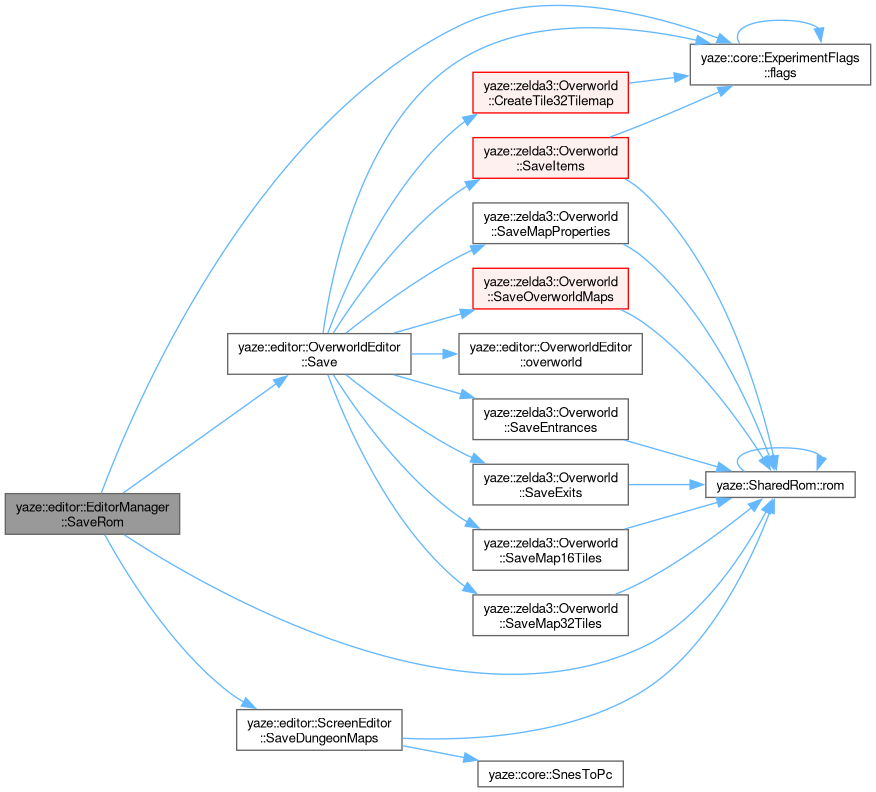 yaze::core::ExperimentFlags
::flags
yaze::zelda3::Overworld
::CreateTile32Tilemap
yaze::zelda3::Overworld
::SaveItems
yaze::zelda3::Overworld
::SaveMapProperties
yaze::zelda3::Overworld
::SaveOverworldMaps
yaze::editor::OverworldEditor
::Save
yaze::editor::OverworldEditor
::overworld
yaze::zelda3::Overworld
::SaveEntrances
yaze::zelda3::Overworld
::SaveExits
yaze::SharedRom::rom
yaze::editor::EditorManager
::SaveRom
yaze::zelda3::Overworld
::SaveMap16Tiles
yaze::zelda3::Overworld
::SaveMap32Tiles
yaze::editor::ScreenEditor
::SaveDungeonMaps
yaze::core::SnesToPc